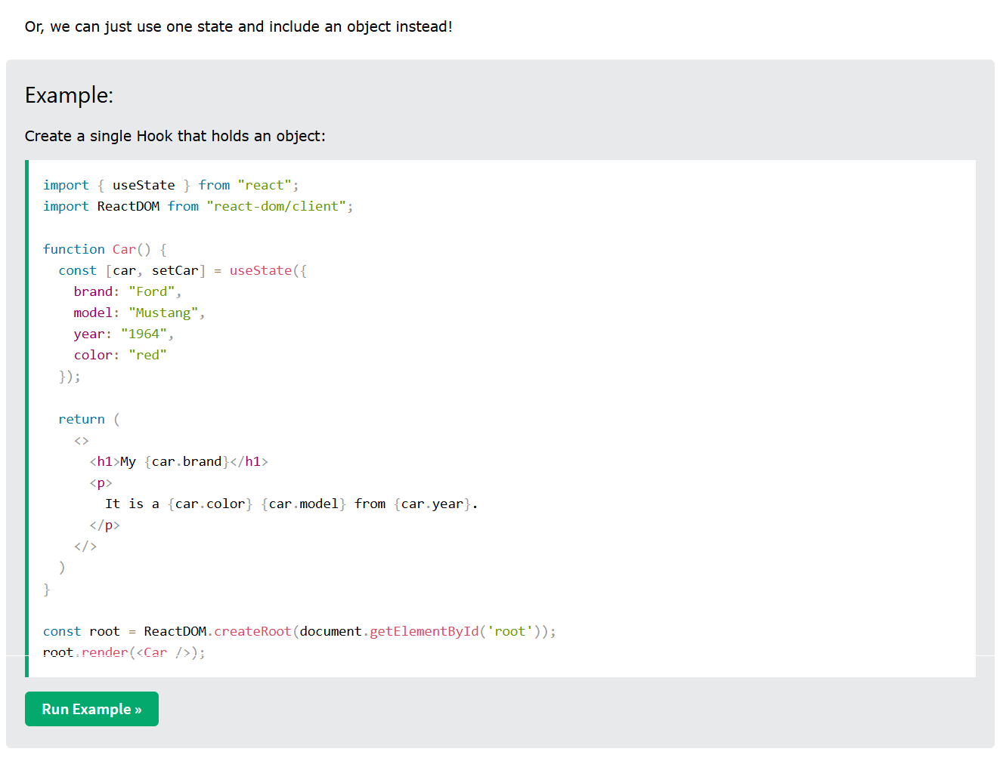 Or, we can just use one state and include an object instead!
Example:
Create a single Hook that holds an object:
import { useState } from "react";
import ReactDOM from "react-dom/client";
function Car() {
  const [car, setCar] = useState({
    brand: "Ford",
    model: "Mustang",
    year: "1964",
    color: "red"
  });
  return (
    <>
      <h1>My {car.brand}</h1>
      <p>
        It is a {car.color} {car.model} from {car.year}.
      </p>
    </>
  )
}
const root = ReactDOM.createRoot(document.getElementById('root'));
root.render(<Car />);
Run Example »